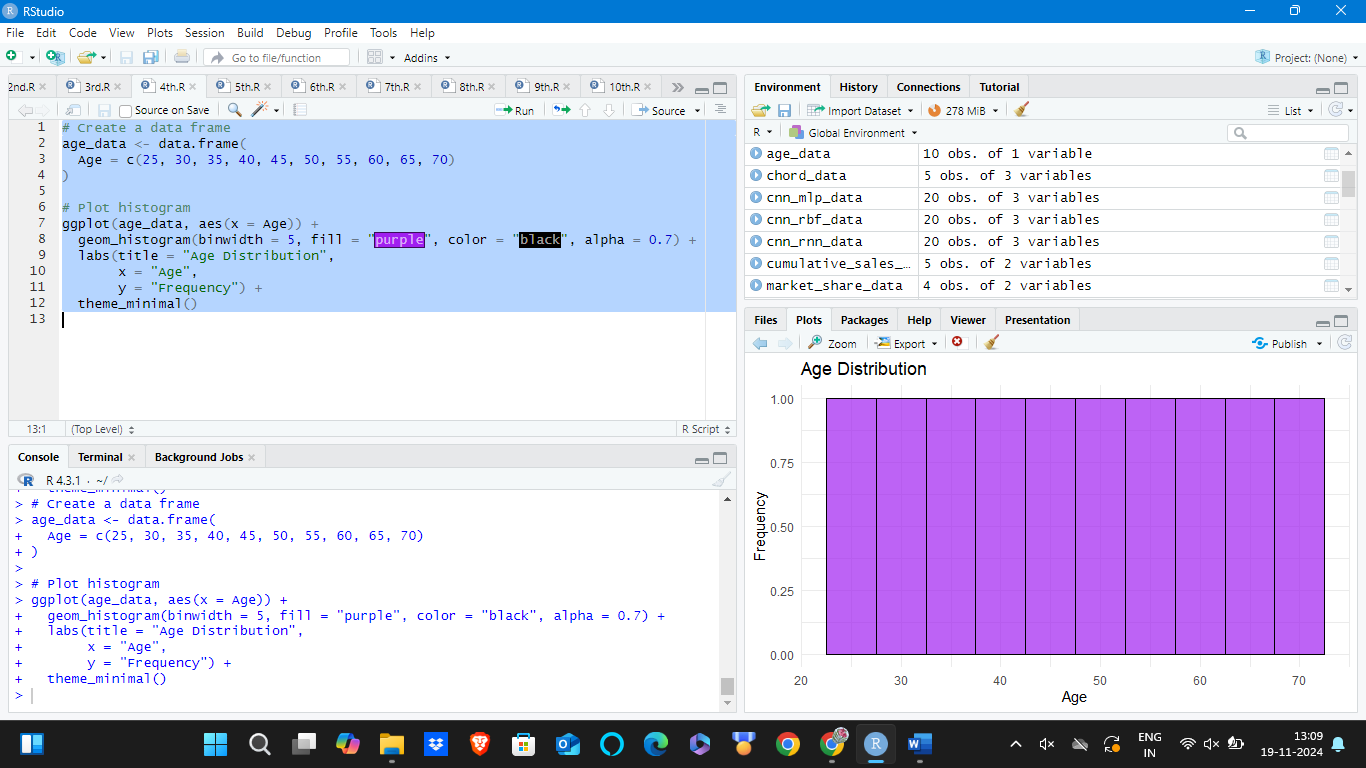 RStudio
File Edit Code View Plots Session Build Debug Profile Tools Help
Go to file/function Addins Project: (None)
2nd.R 3rd.R 4th.R 5th.R 6th.R 7th.R 8th.R 9th.R 10th.R
Source on Save Run Source
1 # Create a data frame
2 age_data <- data.frame(
3 Age = c(25, 30, 35, 40, 45, 50, 55, 60, 65, 70)
4 )
5
6 # Plot histogram
7 ggplot(age_data, aes(x = Age)) +
8 geom_histogram(binwidth = 5, fill = "purple", color = "black", alpha = 0.7) +
9 labs(title = "Age Distribution",
10 x = "Age",
11 y = "Frequency") +
12 theme_minimal()
13
13:1 (Top Level) R Script
Console Terminal Background Jobs
R 4.3.1 · ~/
+ theme_minimal()
> # Create a data frame
> age_data <- data.frame(
+ Age = c(25, 30, 35, 40, 45, 50, 55, 60, 65, 70)
+ )
>
> # Plot histogram
> ggplot(age_data, aes(x = Age)) +
+ geom_histogram(binwidth = 5, fill = "purple", color = "black", alpha = 0.7) +
+ labs(title = "Age Distribution",
+ x = "Age",
+ y = "Frequency") +
+ theme_minimal()
>
Environment History Connections Tutorial
Import Dataset 278 MiB List
R Global Environment
age_data 10 obs. of 1 variable
chord_data 5 obs. of 3 variables
cnn_mlp_data 20 obs. of 3 variables
cnn_rbf_data 20 obs. of 3 variables
cnn_rnn_data 20 obs. of 3 variables
cumulative_sales_… 5 obs. of 2 variables
market_share_data 4 obs. of 2 variables
Files Plots Packages Help Viewer Presentation
Zoom Export Publish
Age Distribution
1.00
0.75
0.50
0.25
0.00
Frequency
20 30 40 50 60 70
Age
ENG
IN
13:09
19-11-2024